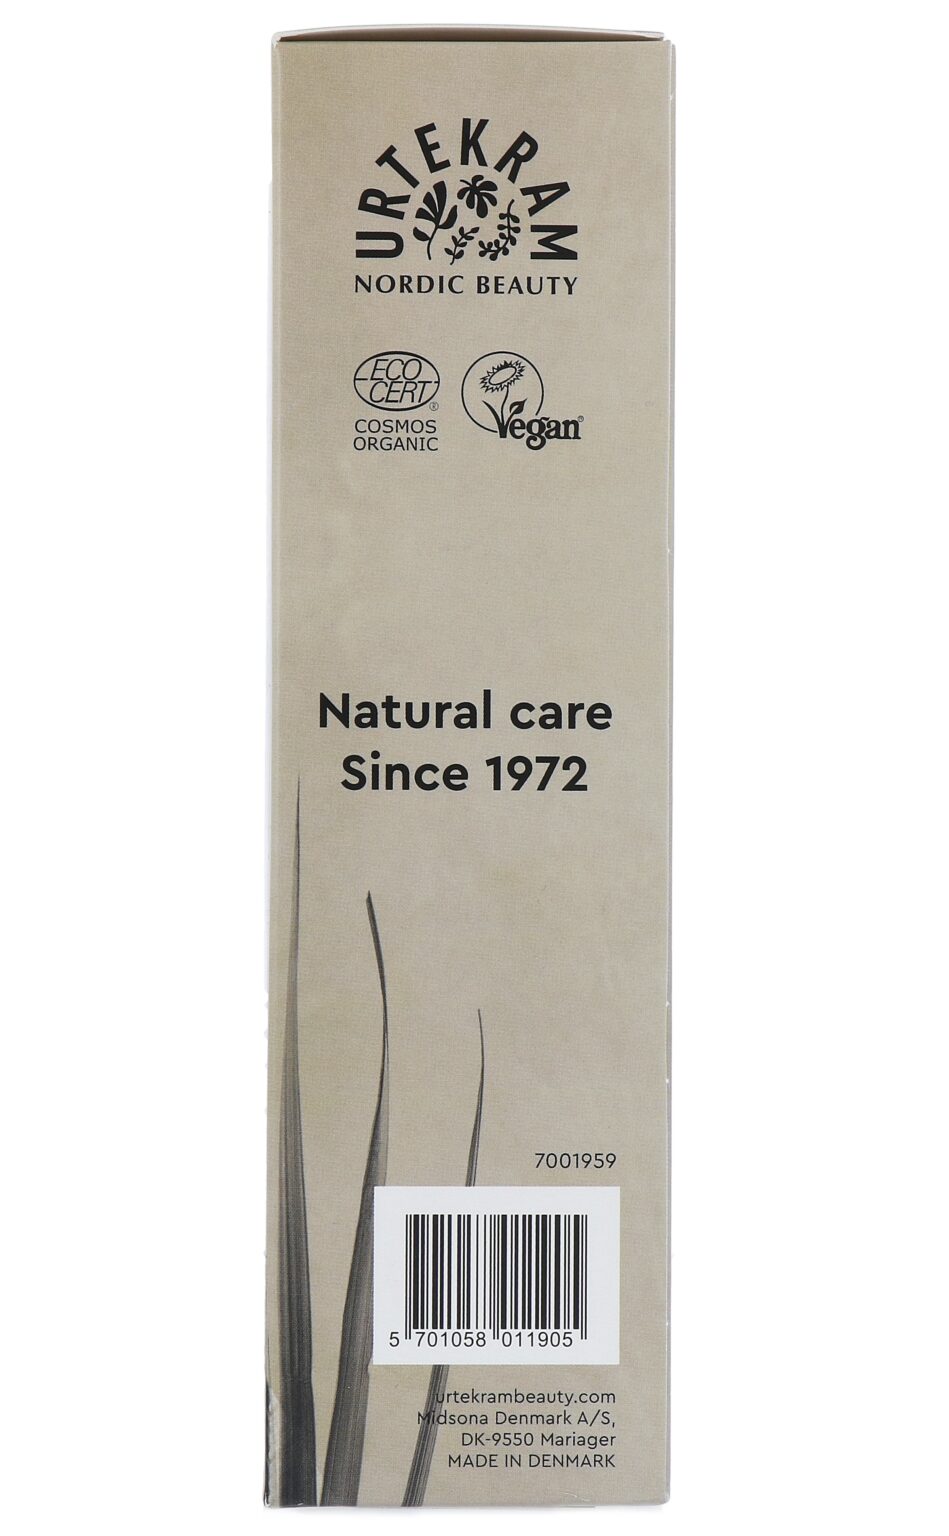 URTEKRAM
NORDIC BEAUTY
ECO
CERT®
COSMOS
ORGANIC
Vegan®
Natural care
Since 1972
7001959
5 701058 011905
urtekrambeauty.com
Midsona Denmark A/S,
DK-9550 Mariager
MADE IN DENMARK